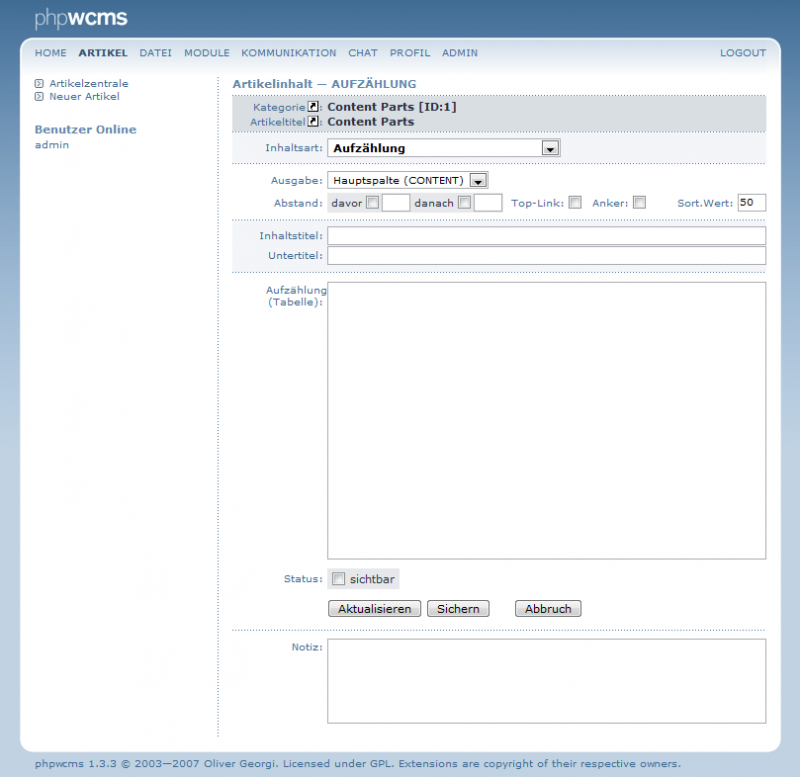 phpwcms
HOME ARTIKEL DATEI MODULE KOMMUNIKATION CHAT PROFIL ADMIN LOGOUT
Artikelzentrale
Neuer Artikel
Benutzer Online
admin
Artikelinhalt — AUFZÄHLUNG
Kategorie : Content Parts [ID:1]
Artikeltitel : Content Parts
Inhaltsart: Aufzählung
Ausgabe: Hauptspalte (CONTENT)
Abstand: davor danach Top-Link: Anker: Sort.Wert: 50
Inhaltstitel:
Untertitel:
Aufzählung
(Tabelle):
Status: sichtbar
Aktualisieren Sichern Abbruch
Notiz:
phpwcms 1.3.3 © 2003—2007 Oliver Georgi. Licensed under GPL. Extensions are copyright of their respective owners.